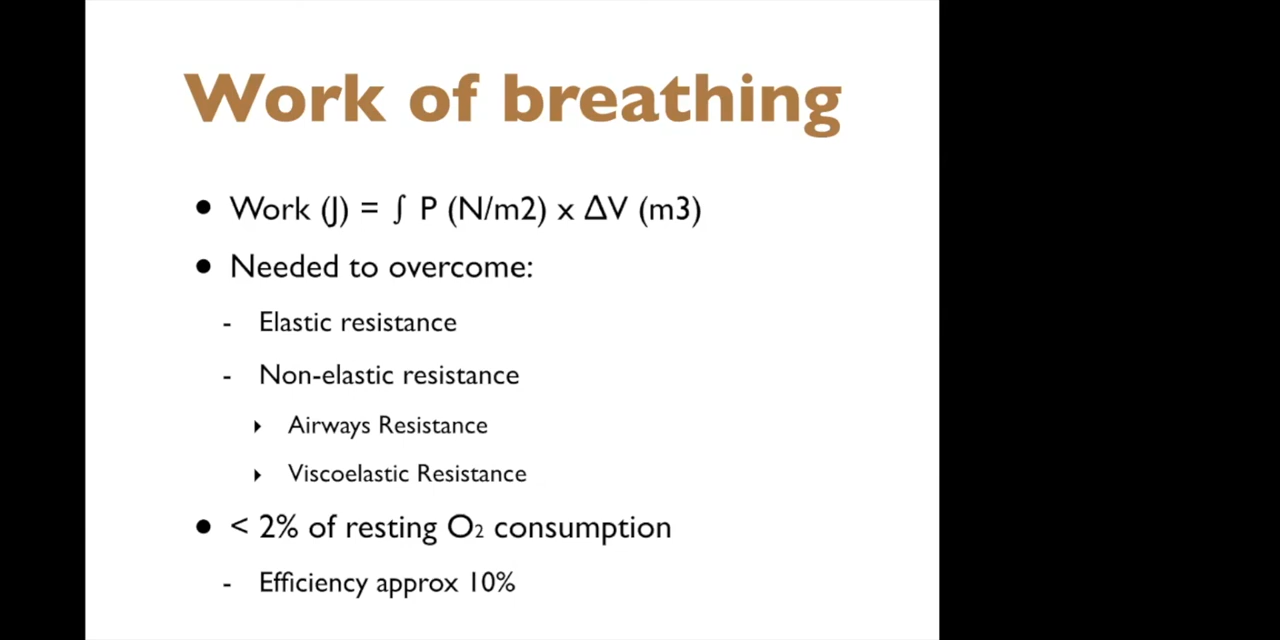 Work of breathing
• Work (J) = ∫ P (N/m2) x ΔV (m3)
• Needed to overcome:
- Elastic resistance
- Non-elastic resistance
‣ Airways Resistance
‣ Viscoelastic Resistance
• < 2% of resting O₂ consumption
- Efficiency approx 10%